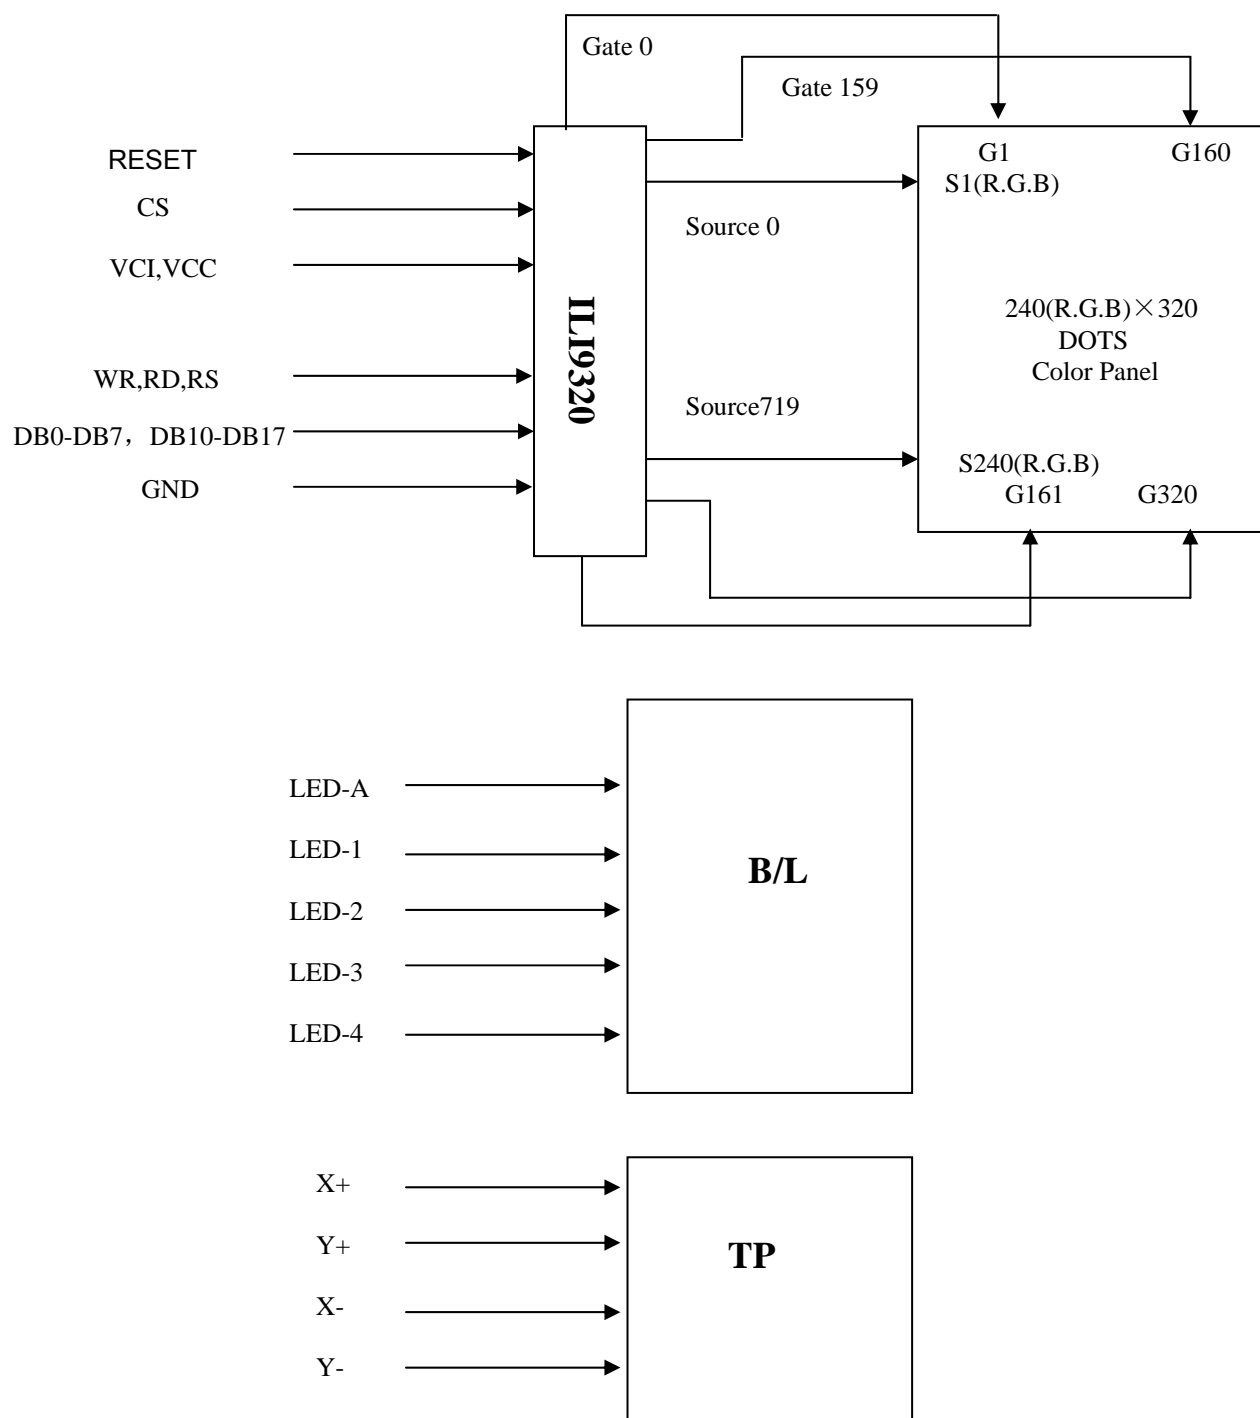 Gate 0
Gate 159
RESET
CS
VCI,VCC
WR,RD,RS
DB0-DB7，DB10-DB17
GND
ILI9320
Source 0
Source719
G1
G160
S1(R.G.B)
240(R.G.B)×320
DOTS
Color Panel
S240(R.G.B)
G161
G320
LED-A
LED-1
LED-2
LED-3
LED-4
B/L
X+
Y+
X-
Y-
TP